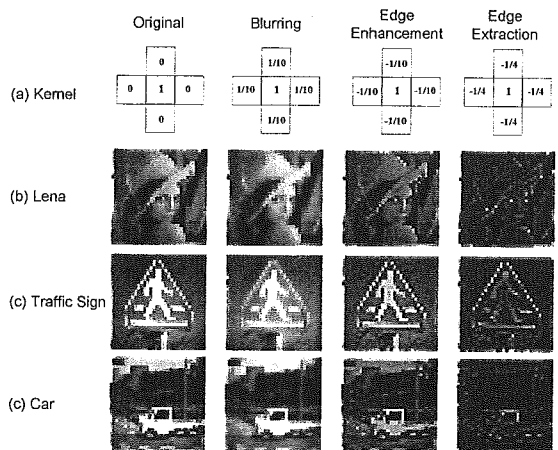 Original Blurring Edge Enhancement Edge Extraction
(a) Kernel
0 1/10 -1/10 -1/4
0 1 0 1/10 1 1/10 -1/10 1 -1/10 -1/4 1 -1/4
0 1/10 -1/10 -1/4
(b) Lena
(c) Traffic Sign
(c) Car